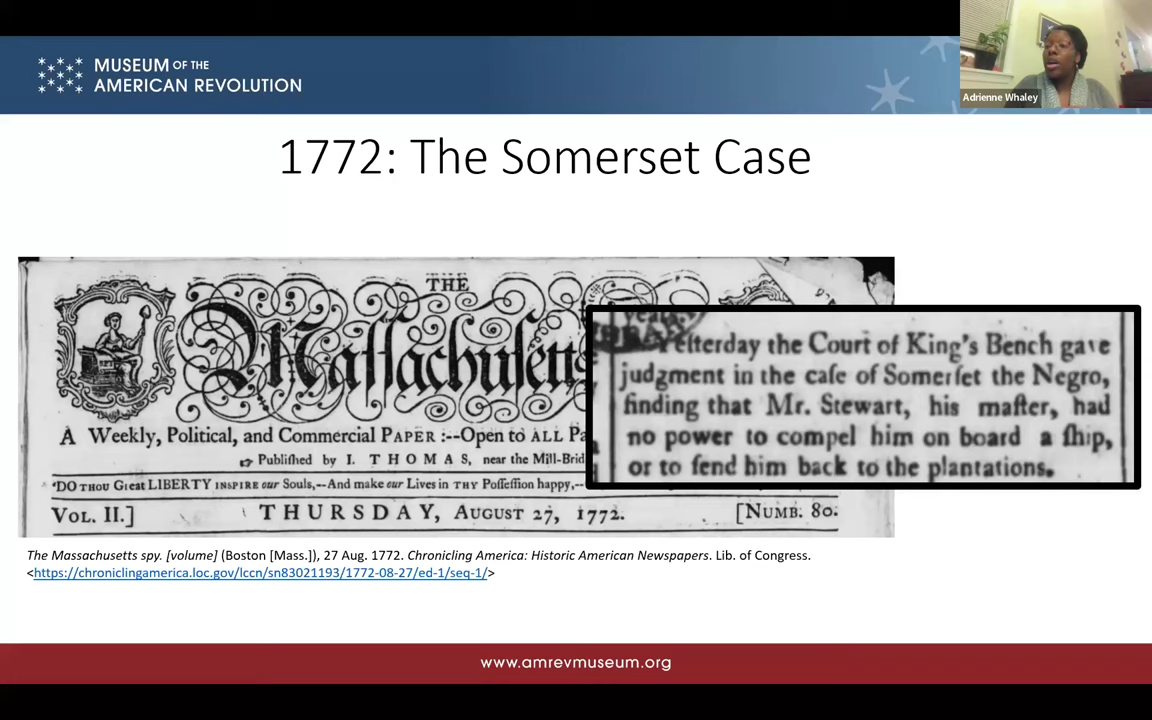 MUSEUM OF THE
AMERICAN REVOLUTION
Adrienne Whaley
1772: The Somerset Case
THE
Maſſachuſetts
A Weekly, Political, and Commercial PAPER:--Open to ALL Pa
Publiſhed by I. THOMAS, near the Mill-Brid
'DO THOU Great LIBERTY INSPIRE our Souls,--And make our Lives in THY Poſſeſſion happy,--
VOL. II.] THURSDAY, AUGUST 27, 1772. [NUMB. 80.
years.
Yeſterday the Court of King's Bench gave
judgment in the caſe of Somerſet the Negro,
finding that Mr. Stewart, his maſter, had
no power to compel him on board a ſhip,
or to ſend him back to the plantations.
The Massachusetts spy. [volume] (Boston [Mass.]), 27 Aug. 1772. Chronicling America: Historic American Newspapers. Lib. of Congress.
<https://chroniclingamerica.loc.gov/lccn/sn83021193/1772-08-27/ed-1/seq-1/>
www.amrevmuseum.org